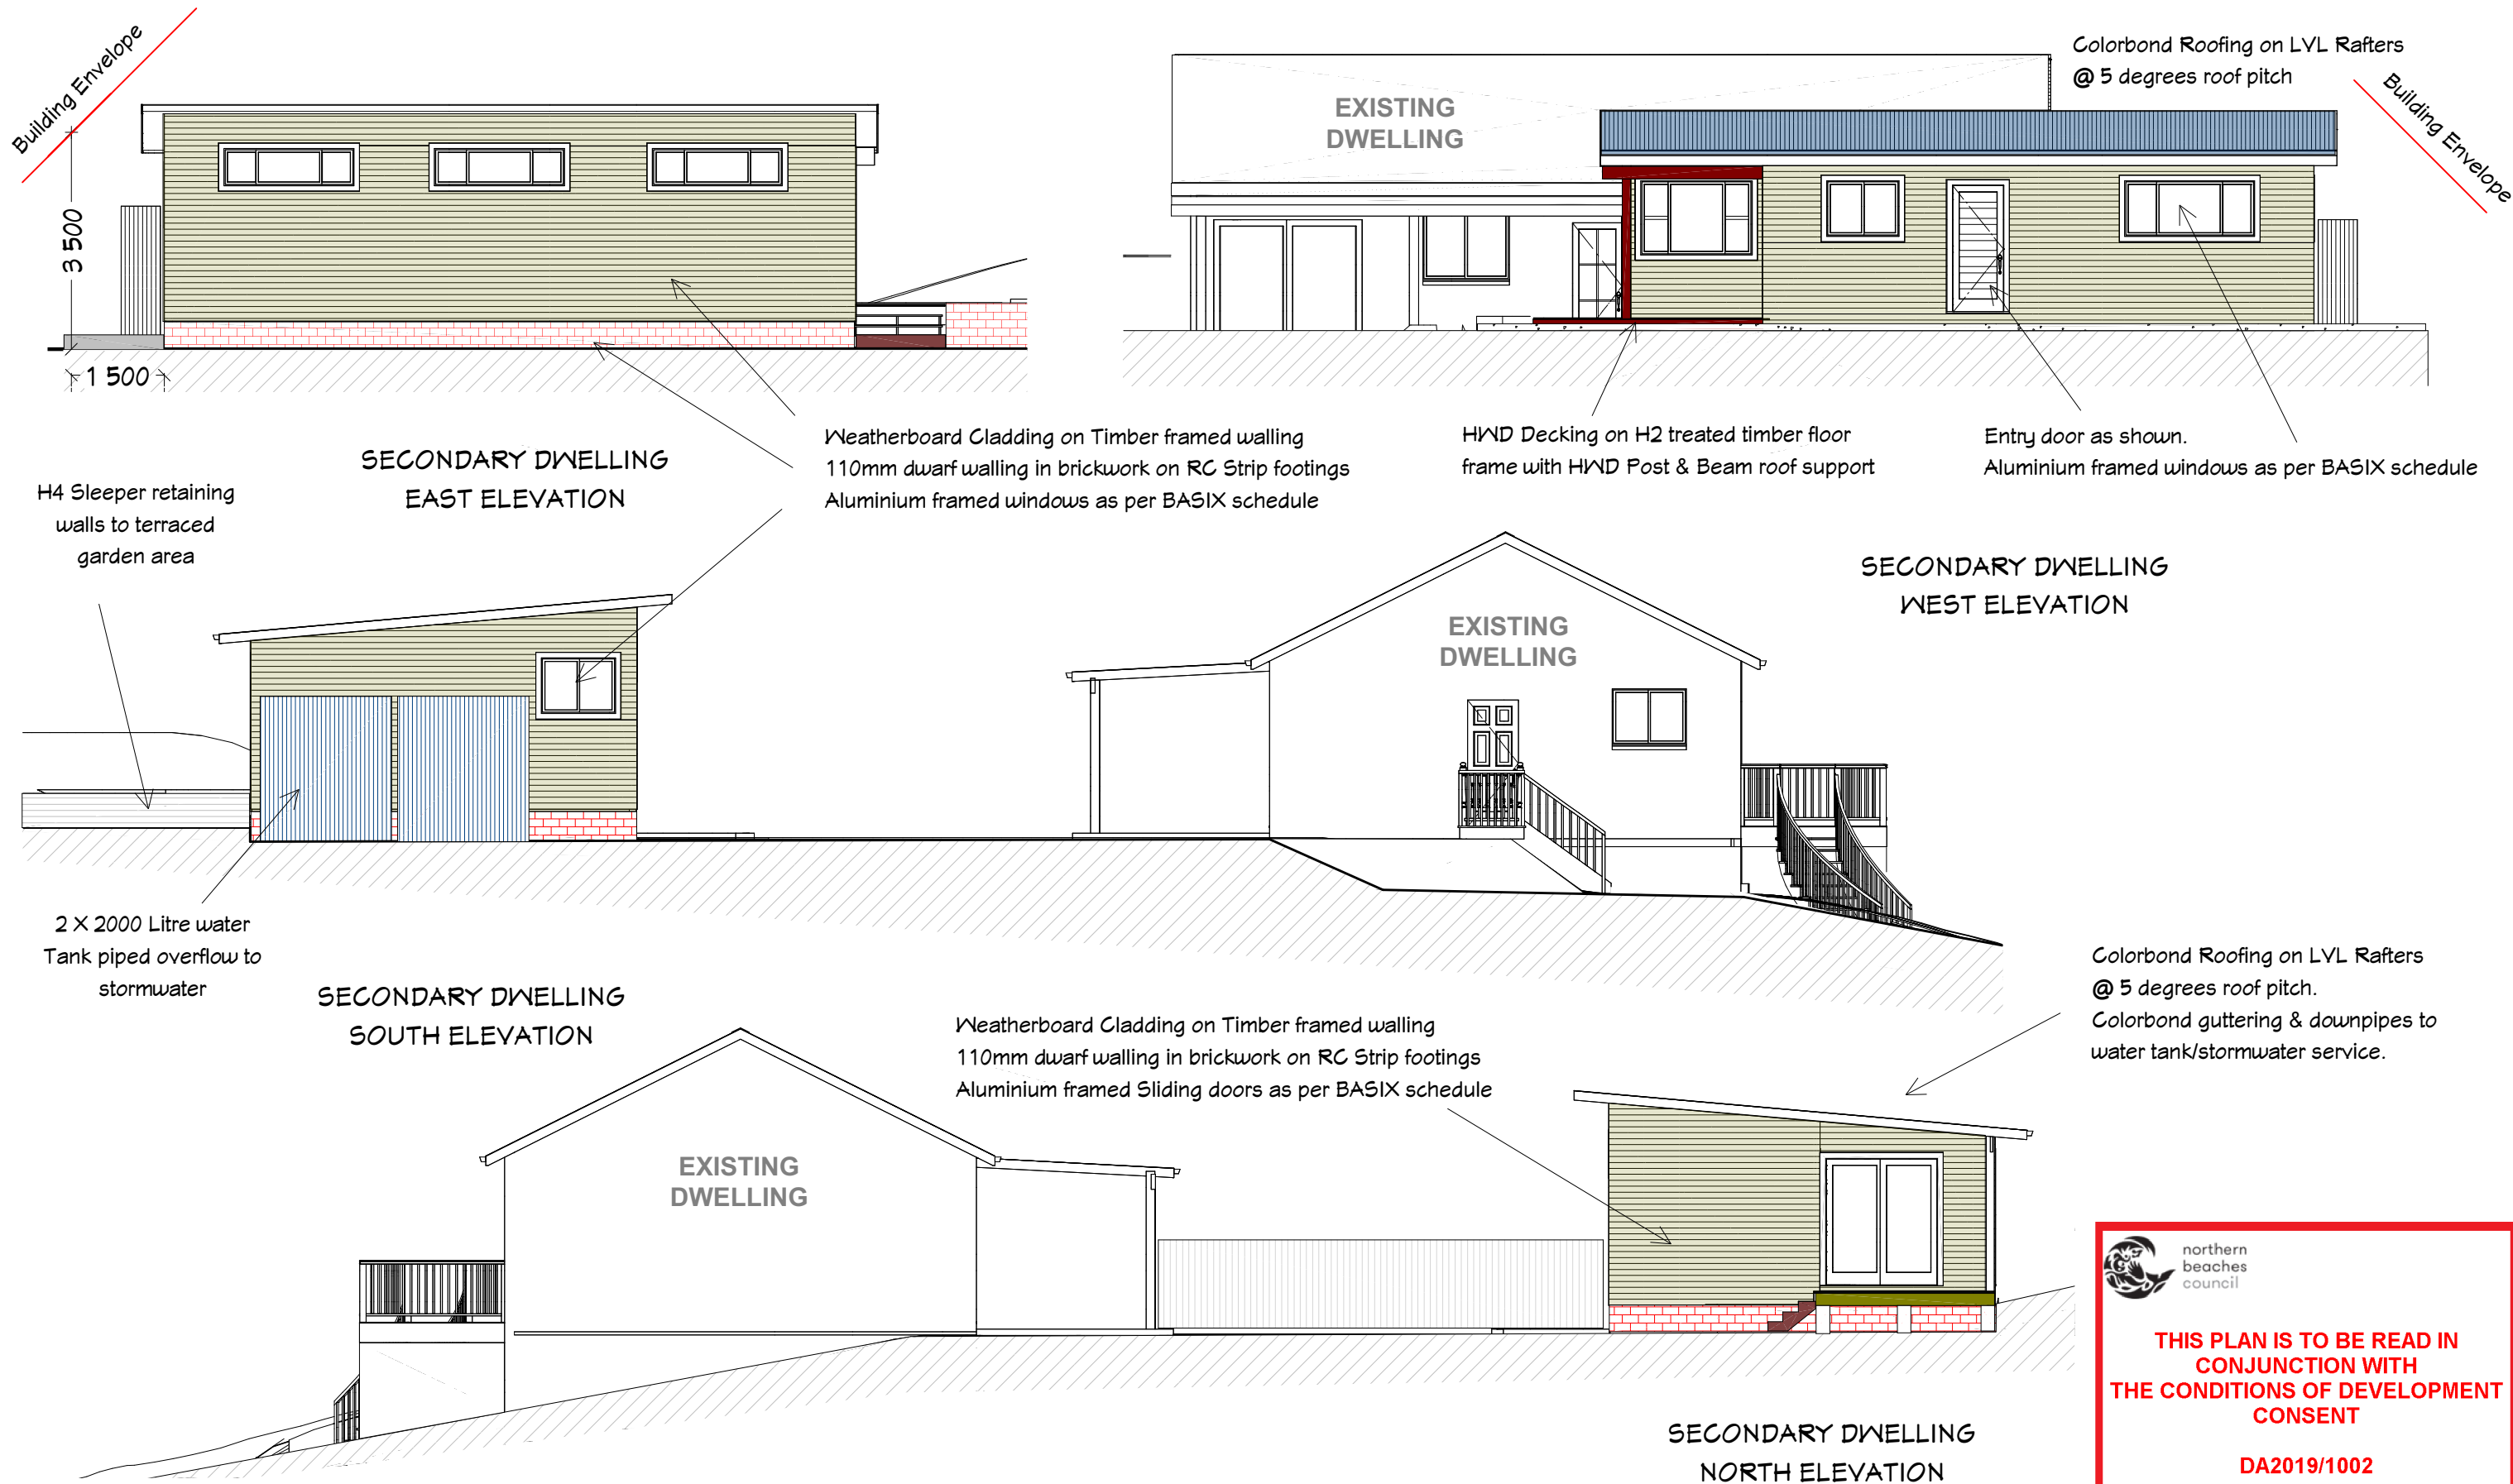 Building Envelope
3 500
1 500
EXISTING
DWELLING
Colorbond Roofing on LVL Rafters
@ 5 degrees roof pitch
Building Envelope
SECONDARY DWELLING
EAST ELEVATION
Weatherboard Cladding on Timber framed walling
110mm dwarf walling in brickwork on RC Strip footings
Aluminium framed windows as per BASIX schedule
HWD Decking on H2 treated timber floor
frame with HWD Post & Beam roof support
Entry door as shown.
Aluminium framed windows as per BASIX schedule
H4 Sleeper retaining
walls to terraced
garden area
SECONDARY DWELLING
WEST ELEVATION
EXISTING
DWELLING
2 X 2000 Litre water
Tank piped overflow to
stormwater
SECONDARY DWELLING
SOUTH ELEVATION
Weatherboard Cladding on Timber framed walling
110mm dwarf walling in brickwork on RC Strip footings
Aluminium framed Sliding doors as per BASIX schedule
Colorbond Roofing on LVL Rafters
@ 5 degrees roof pitch.
Colorbond guttering & downpipes to
water tank/stormwater service.
EXISTING
DWELLING
SECONDARY DWELLING
NORTH ELEVATION
northern
beaches
council
THIS PLAN IS TO BE READ IN
CONJUNCTION WITH
THE CONDITIONS OF DEVELOPMENT
CONSENT
DA2019/1002